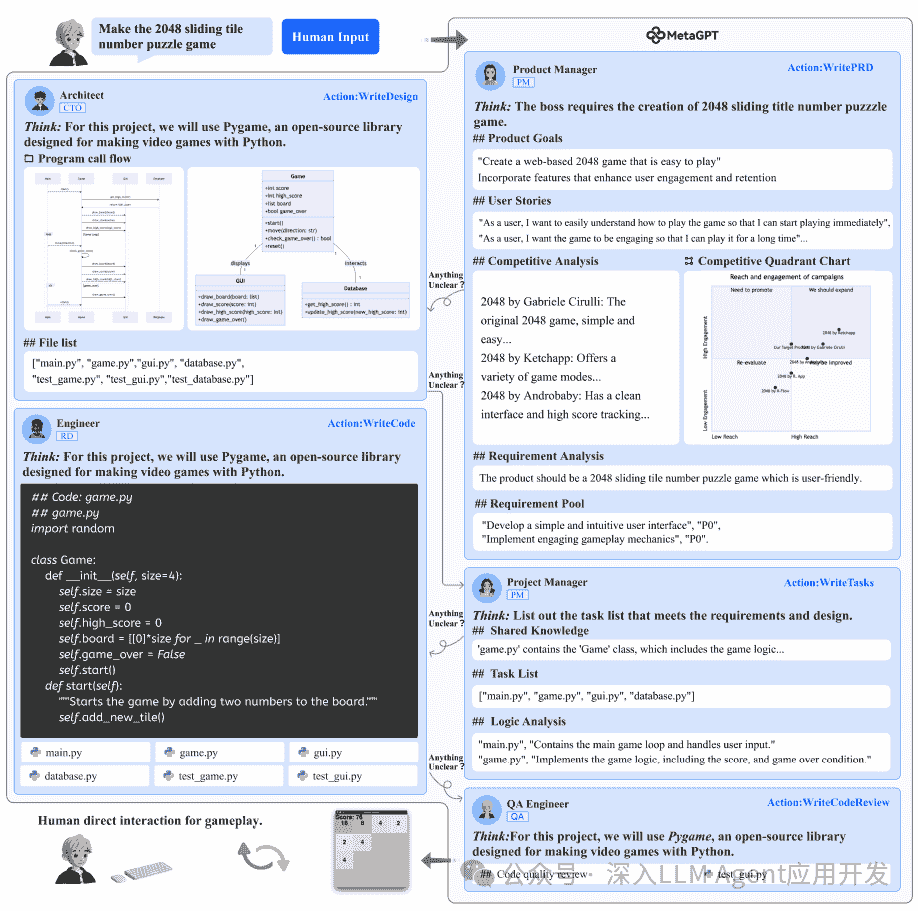 Make the 2048 sliding tile
number puzzle game
Human Input
MetaGPT
Product Manager
PM
Action:WritePRD
Think: The boss requires the creation of 2048 sliding title number puzzzle
game.
## Product Goals
"Create a web-based 2048 game that is easy to play"
Incorporate features that enhance user engagement and retention
## User Stories
"As a user, I want to easily understand how to play the game so that I can start playing immediately",
"As a user, I want the game to be engaging so that I can play it for a long time"...
## Competitive Analysis
2048 by Gabriele Cirulli: The
original 2048 game, simple and
easy...
2048 by Ketchapp: Offers a
variety of game modes...
2048 by Androbaby: Has a clean
interface and high score tracking...
Competitive Quadrant Chart
Reach and engagement of campaigns
Need to promote
We should expand
High Engagement
Low Engagement
2048 by Ketchapp
Our Target Product
2048 by Gabriele Cirulli
Re-evaluate
May be improved
Low Reach
High Reach
## Requirement Analysis
The product should be a 2048 sliding tile number puzzle game which is user-friendly.
## Requirement Pool
"Develop a simple and intuitive user interface", "P0",
"Implement engaging gameplay mechanics", "P0".
Architect
CTO
Action:WriteDesign
Think: For this project, we will use Pygame, an open-source library
designed for making video games with Python.
Program call flow
Game
+int score
+int high_score
+list board
+bool game_over
+start()
+move(direction: str)
+check_game_over() : bool
+reset()
displays
interacts
GUI
+draw_board(board: list)
+draw_score(score: int)
+draw_high_score(high_score: int)
+draw_game_over()
Database
+get_high_score() : int
+update_high_score(new_high_score: int)
## File list
["main.py", "game.py","gui.py", "database.py",
"test_game.py", "test_gui.py","test_database.py"]
Anything
Unclear ?
Anything
Unclear ?
Engineer
RD
Action:WriteCode
Think: For this project, we will use Pygame, an open-source library
designed for making video games with Python.
## Code: game.py
## game.py
import random
class Game:
def __init__(self, size=4):
self.size = size
self.score = 0
self.high_score = 0
self.board = [[0]*size for _ in range(size)]
self.game_over = False
self.start()
def start(self):
"""Starts the game by adding two numbers to the board."""
self.add_new_tile()
main.py
game.py
gui.py
database.py
test_game.py
test_gui.py
Anything
Unclear ?
Anything
Unclear ?
Project Manager
PM
Action:WriteTasks
Think: List out the task list that meets the requirements and design.
## Shared Knowledge
'game.py' contains the 'Game' class, which includes the game logic...
## Task List
["main.py", "game.py", "gui.py", "database.py"]
## Logic Analysis
"main.py", "Contains the main game loop and handles user input."
"game.py", "Implements the game logic, including the score, and game over condition."
QA Engineer
QA
Action:WriteCodeReview
Think:For this project, we will use Pygame, an open-source library
designed for making video games with Python.
## Code quality review
test_gui.py
公众号 · 深入LLM Agent应用开发
Human direct interaction for gameplay.
Score: 76
16 8 4 2
2 4
4